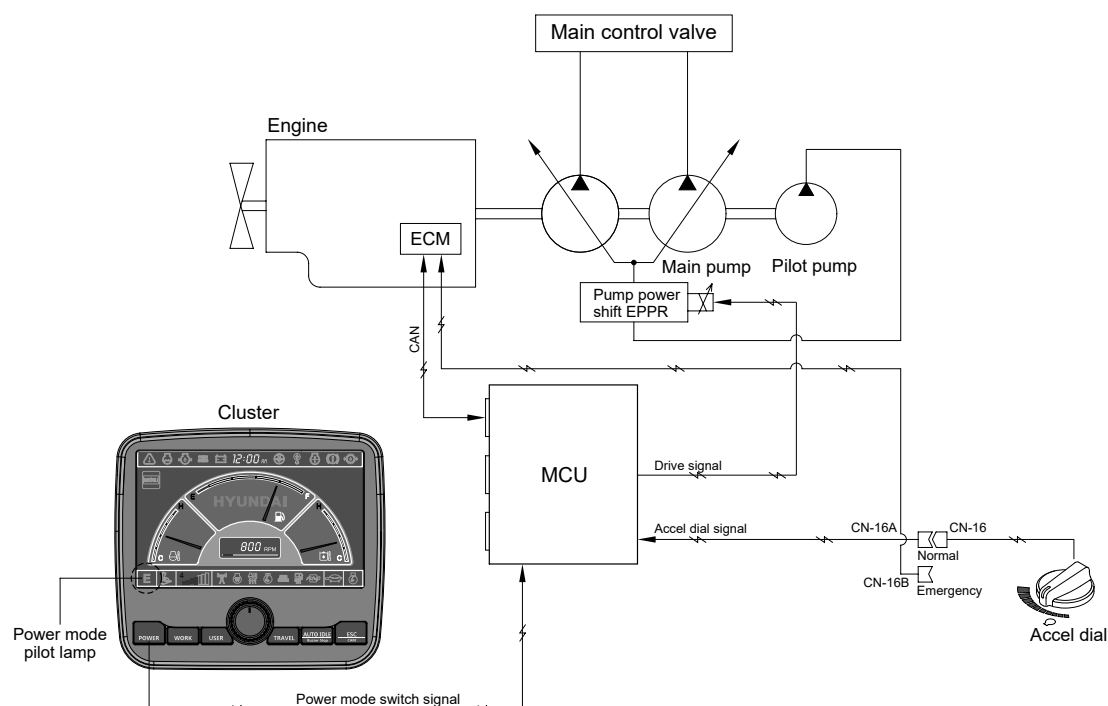 Main control valve
Engine
ECM
Main pump
Pilot pump
Pump power
shift EPPR
CAN
Cluster
MCU
Drive signal
Accel dial signal
CN-16A
CN-16
Normal
CN-16B
Emergency
Accel dial
12:00
E
F
HYUNDAI
H
H
C
C
800 RPM
E
POWER
WORK
USER
TRAVEL
AUTO IDLE
ESC
CAM
Power mode
pilot lamp
Power mode switch signal